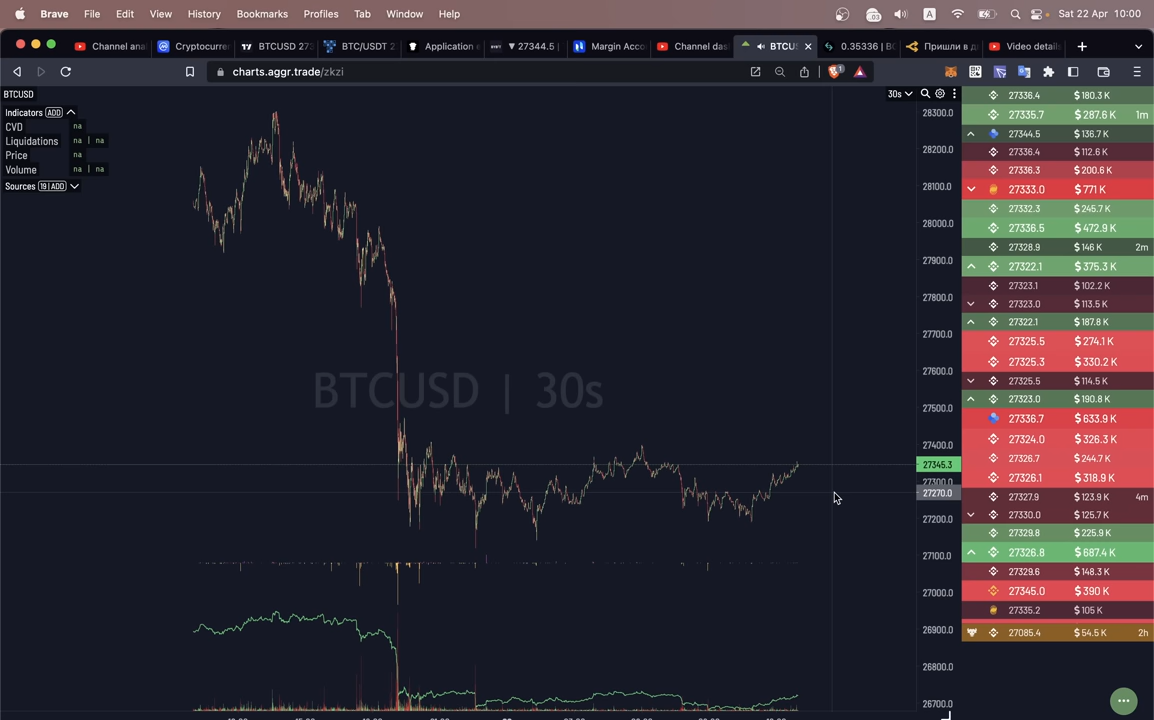 Brave File Edit View History Bookmarks Profiles Tab Window Help .03 A Sat 22 Apr 10:00
Channel ana Cryptocurre BTCUSD 273 BTC/USDT 2 Application e ▼ 27344.5 | Margin Acco Channel das BTCUS 0.35336 | BO Пришли в д Video details
charts.aggr.trade/zkzi 1
BTCUSD 30s
Indicators ADD
CVD na
Liquidations na | na
Price na
Volume na | na
Sources 19 ADD
BTCUSD | 30s
28300.0
28200.0
28100.0
28000.0
27900.0
27800.0
27700.0
27600.0
27500.0
27400.0
27345.3
27300.0
27270.0
27200.0
27100.0
27000.0
26900.0
26800.0
26700.0
27336.4 $180.3 K
27335.7 $287.6 K 1m
27344.5 $136.7 K
27336.4 $112.6 K
27336.3 $200.6 K
27333.0 $771 K
27332.3 $245.7 K
27336.5 $472.9 K
27328.9 $146 K 2m
27322.1 $375.3 K
27323.1 $102.2 K
27323.0 $113.5 K
27322.1 $187.8 K
27325.5 $274.1 K
27325.3 $330.2 K
27325.5 $114.5 K
27323.0 $190.8 K
27336.7 $633.9 K
27324.0 $326.3 K
27326.7 $244.7 K
27326.1 $318.9 K
27327.9 $123.9 K 4m
27330.0 $125.7 K
27329.8 $225.9 K
27326.8 $687.4 K
27329.6 $148.3 K
27345.0 $390 K
27335.2 $105 K
27085.4 $54.5 K 2h